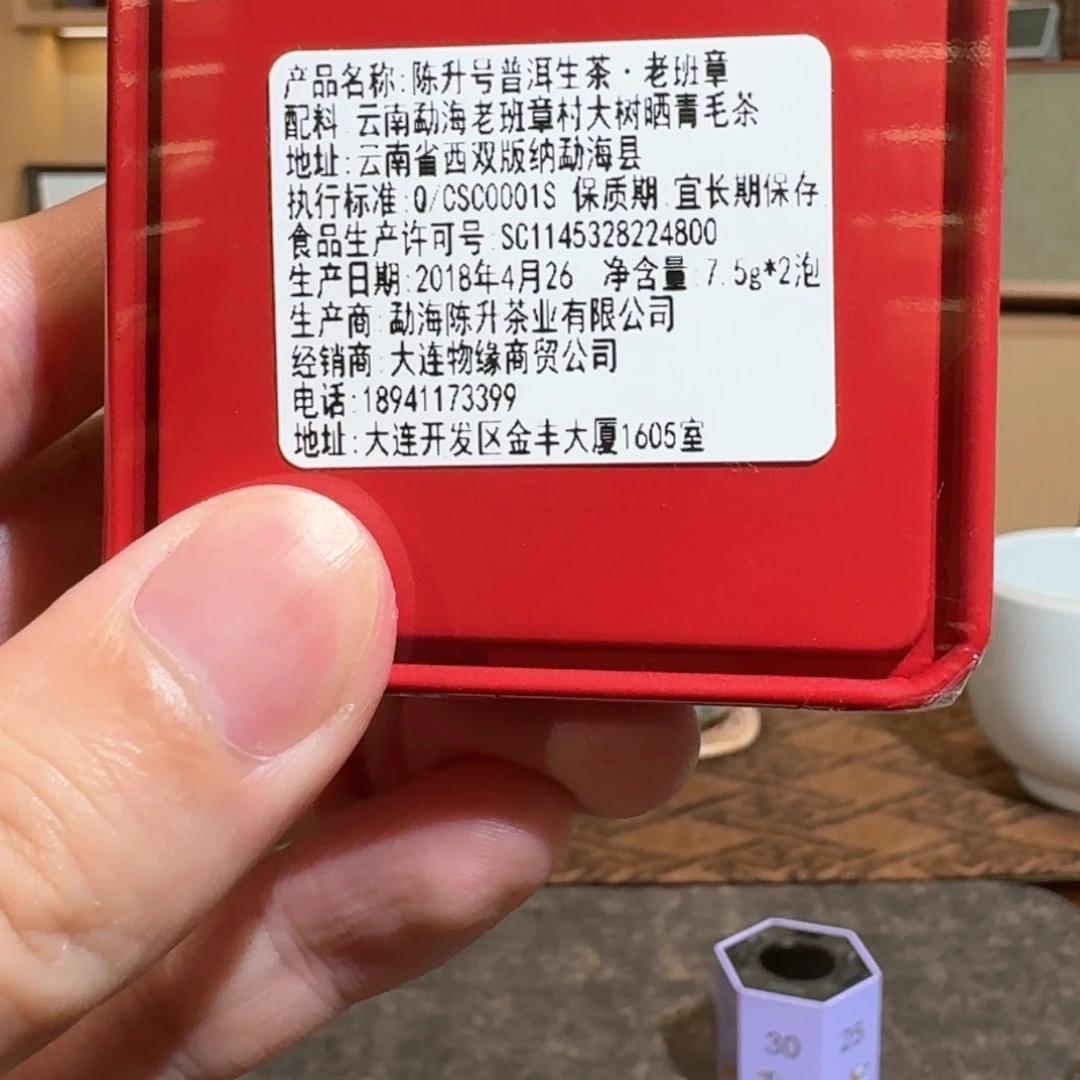 产品名称:陈升号普洱生茶·老班章
配料:云南勐海老班章村大树晒青毛茶
地址:云南省西双版纳勐海县
执行标准:Q/CSC0001S 保质期:宜长期保存
食品生产许可号:SC1145328224800
生产日期:2018年4月26 净含量:7.5g*2泡
生产商:勐海陈升茶业有限公司
经销商:大连物缘商贸公司
电话:18941173399
地址:大连开发区金丰大厦1605室
30 25